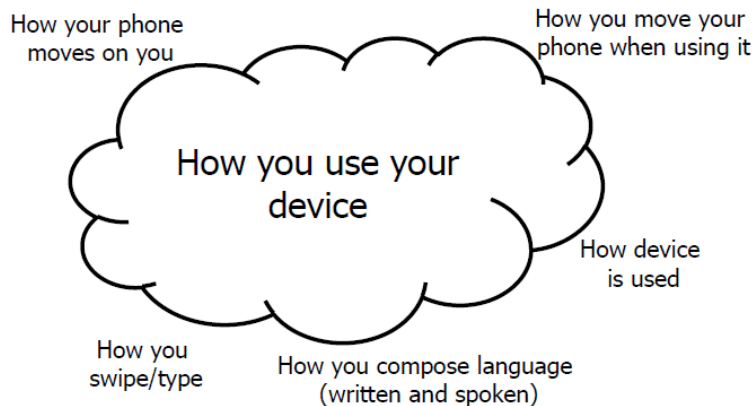 How your phone
moves on you
How you move your
phone when using it
How you use your
device
How device
is used
How you
swipe/type
How you compose language
(written and spoken)